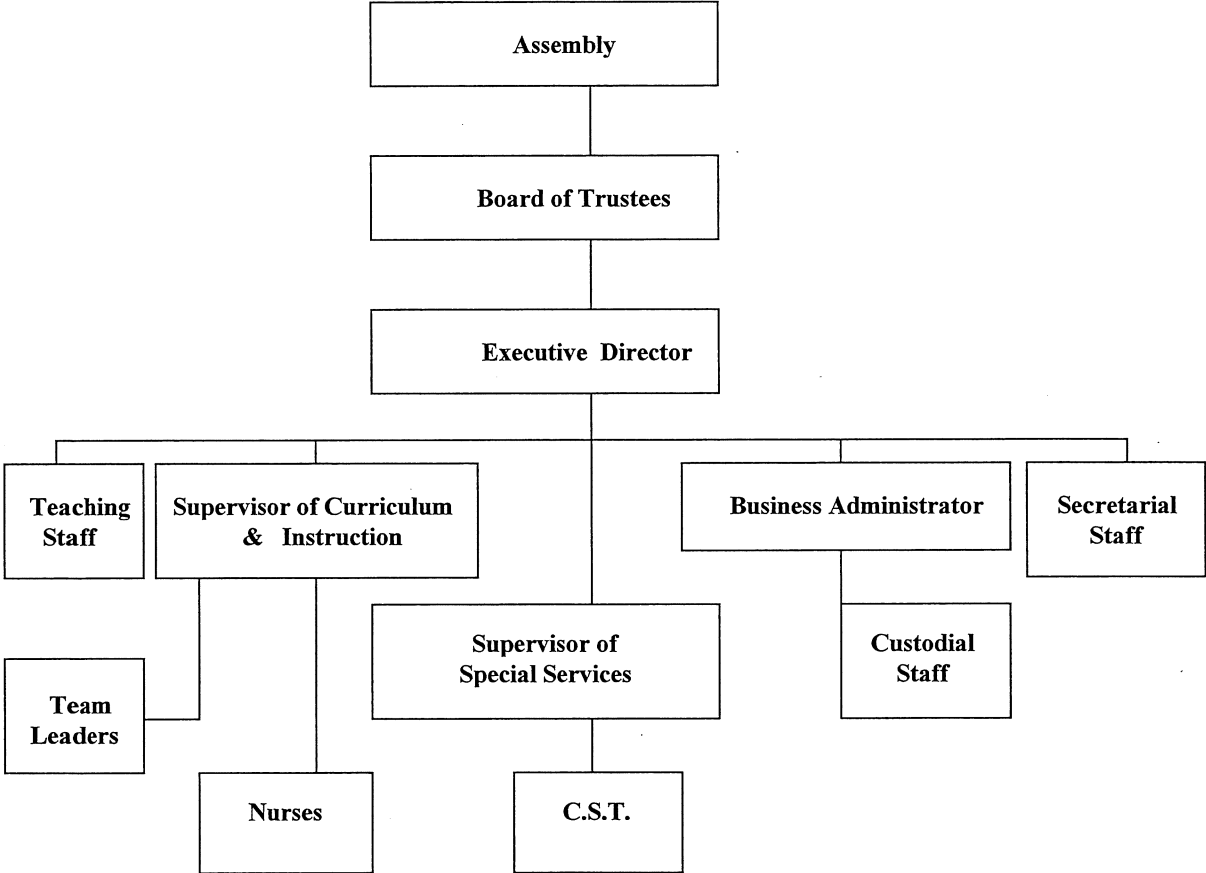 Assembly
Board of Trustees
Executive Director
Teaching
Staff
Supervisor of Curriculum
& Instruction
Business Administrator
Secretarial
Staff
Supervisor of
Special Services
Custodial
Staff
Team
Leaders
Nurses
C.S.T.